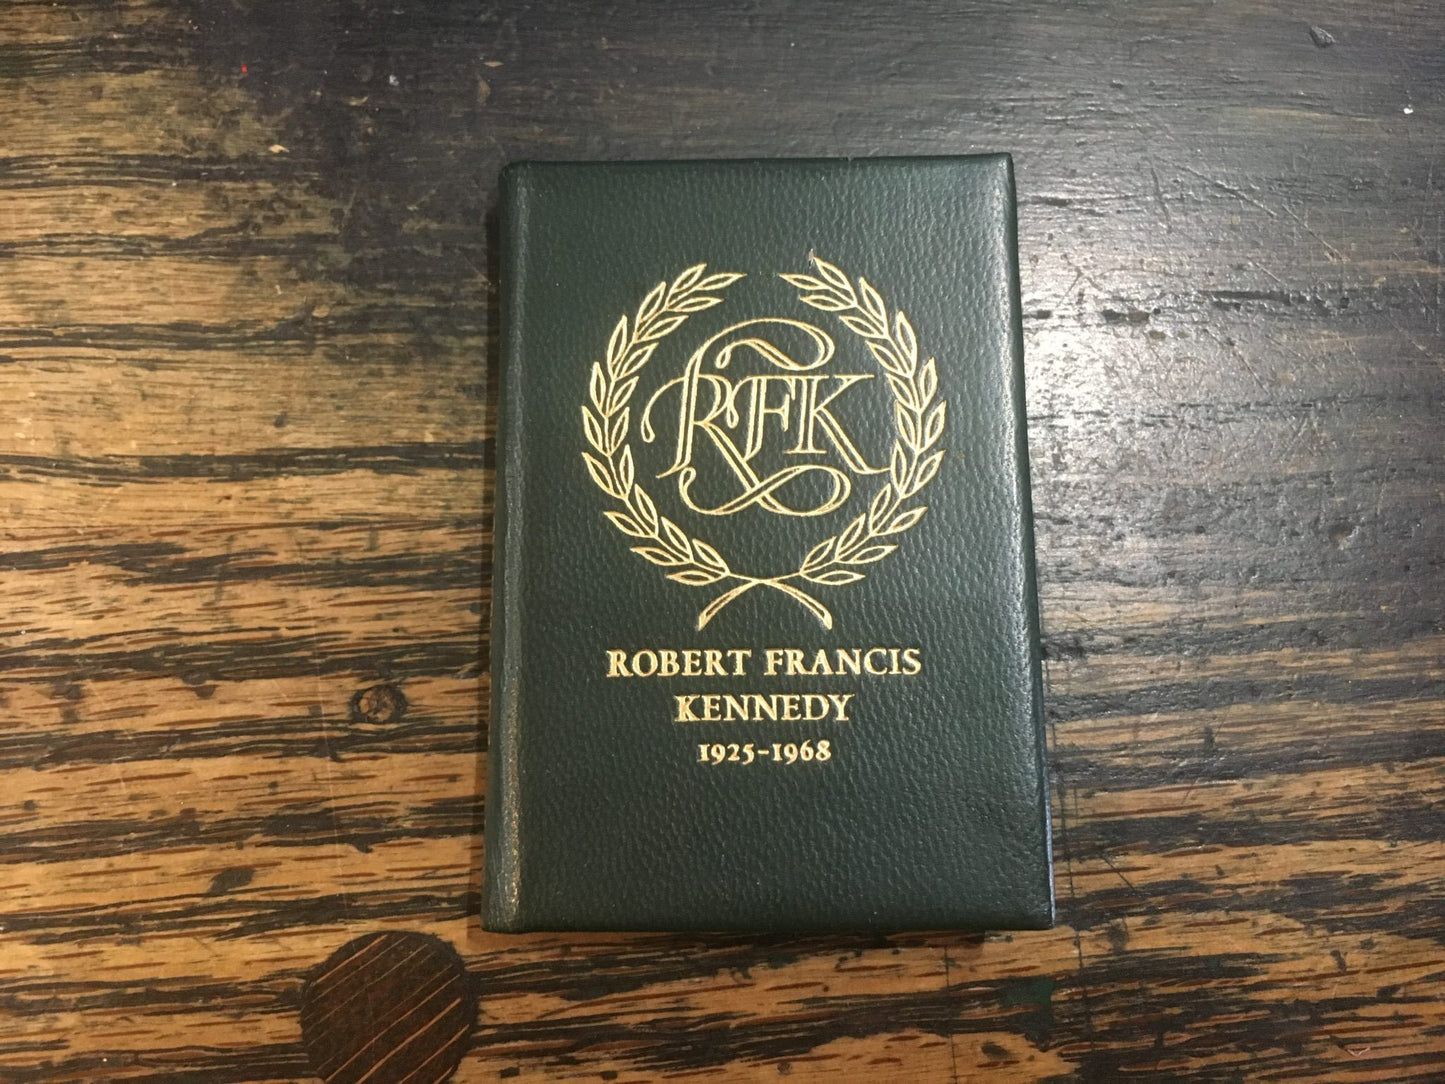 RFK
ROBERT FRANCIS
KENNEDY
1925-1968